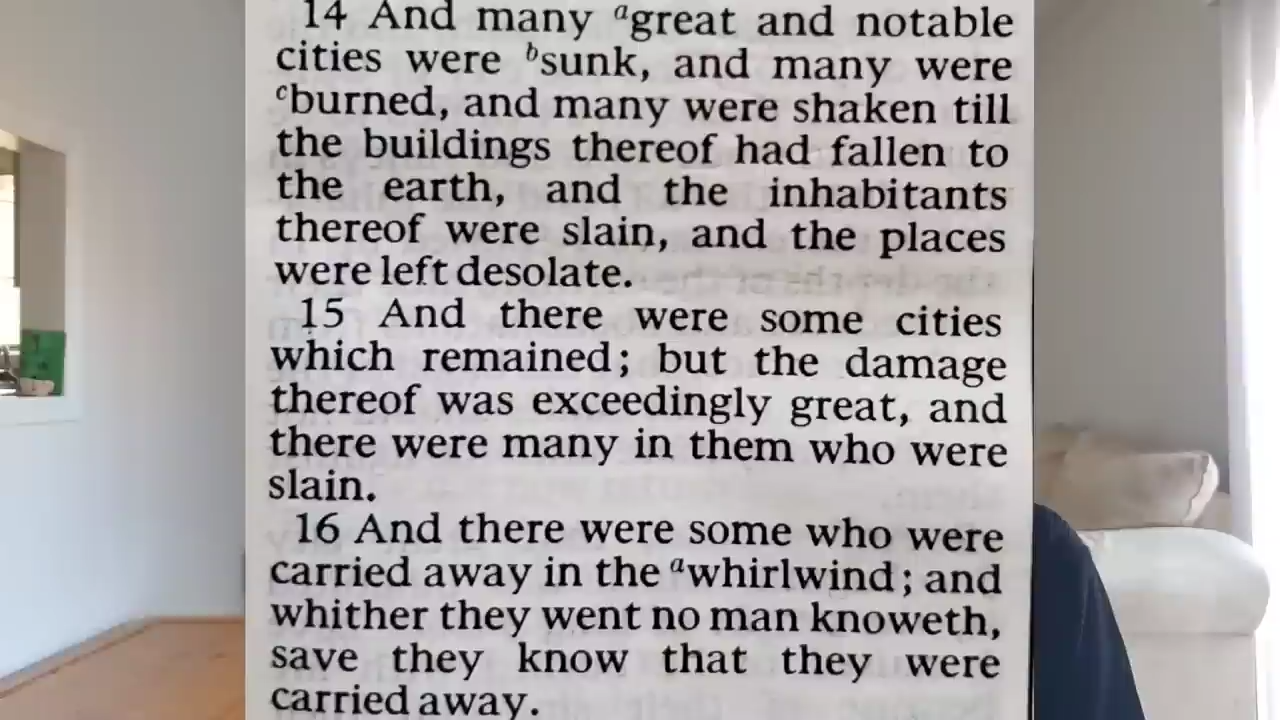 14 And many ᵃgreat and notable
cities were ᵇsunk, and many were
ᶜburned, and many were shaken till
the buildings thereof had fallen to
the earth, and the inhabitants
thereof were slain, and the places
were left desolate.
15 And there were some cities
which remained; but the damage
thereof was exceedingly great, and
there were many in them who were
slain.
16 And there were some who were
carried away in the ᵃwhirlwind; and
whither they went no man knoweth,
save they know that they were
carried away.